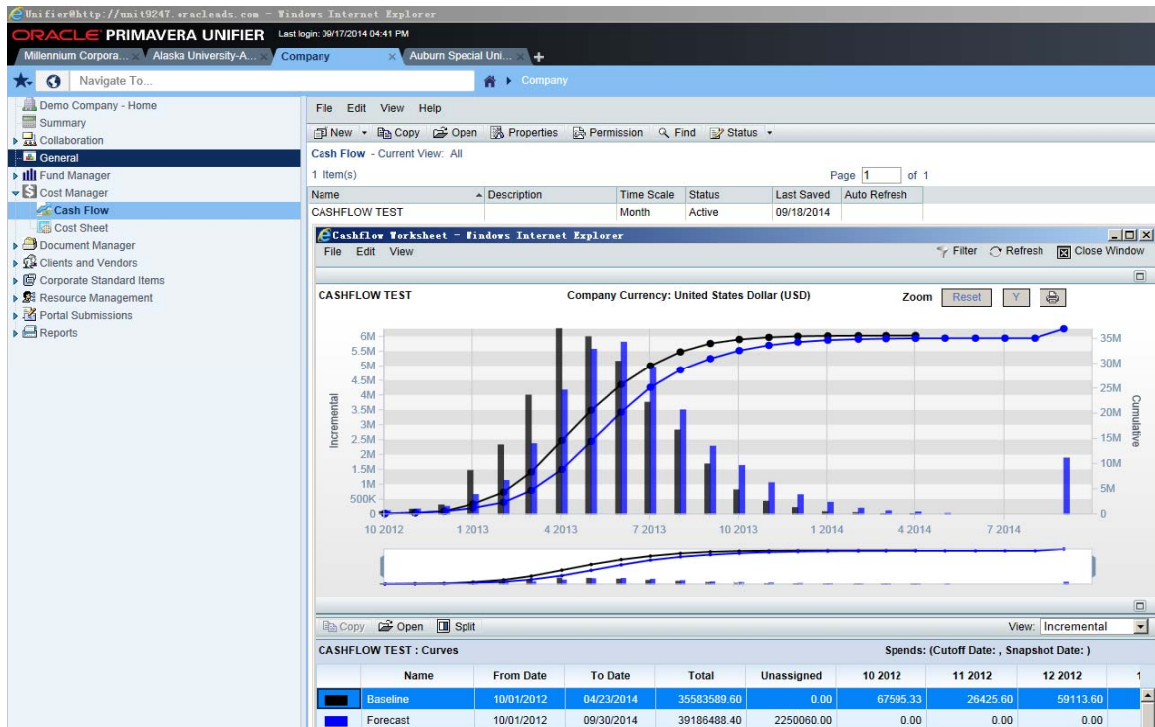 Unifier@http://unit9247.oracleads.com - Windows Internet Explorer
ORACLE PRIMAVERA UNIFIER Last login: 09/17/2014 04:41 PM
Millennium Corpora... Alaska University-A... Company Auburn Special Uni...
Navigate To... Company
Demo Company - Home
Summary
Collaboration
General
Fund Manager
Cost Manager
Cash Flow
Cost Sheet
Document Manager
Clients and Vendors
Corporate Standard Items
Resource Management
Portal Submissions
Reports
File Edit View Help
New Copy Open Properties Permission Find Status
Cash Flow - Current View: All
1 Item(s) Page 1 of 1
Name Description Time Scale Status Last Saved Auto Refresh
CASHFLOW TEST Month Active 09/18/2014
Cashflow Worksheet - Windows Internet Explorer
File Edit View Filter Refresh Close Window
CASHFLOW TEST Company Currency: United States Dollar (USD) Zoom Reset Y
6M 35M
5.5M 30M
5M
4.5M 25M
4M
3.5M 20M
3M
2.5M 15M
2M 10M
1.5M
1M 5M
500K
0 0
Incremental
Cumulative
10 2012 1 2013 4 2013 7 2013 10 2013 1 2014 4 2014 7 2014
Copy Open Split View: Incremental
CASHFLOW TEST : Curves Spends: (Cutoff Date: , Snapshot Date: )
Name From Date To Date Total Unassigned 10 2012 11 2012 12 2012 1
Baseline 10/01/2012 04/23/2014 35583589.60 0.00 67595.33 26425.60 59113.60
Forecast 10/01/2012 09/30/2014 39186488.40 2250060.00 0.00 0.00 0.00